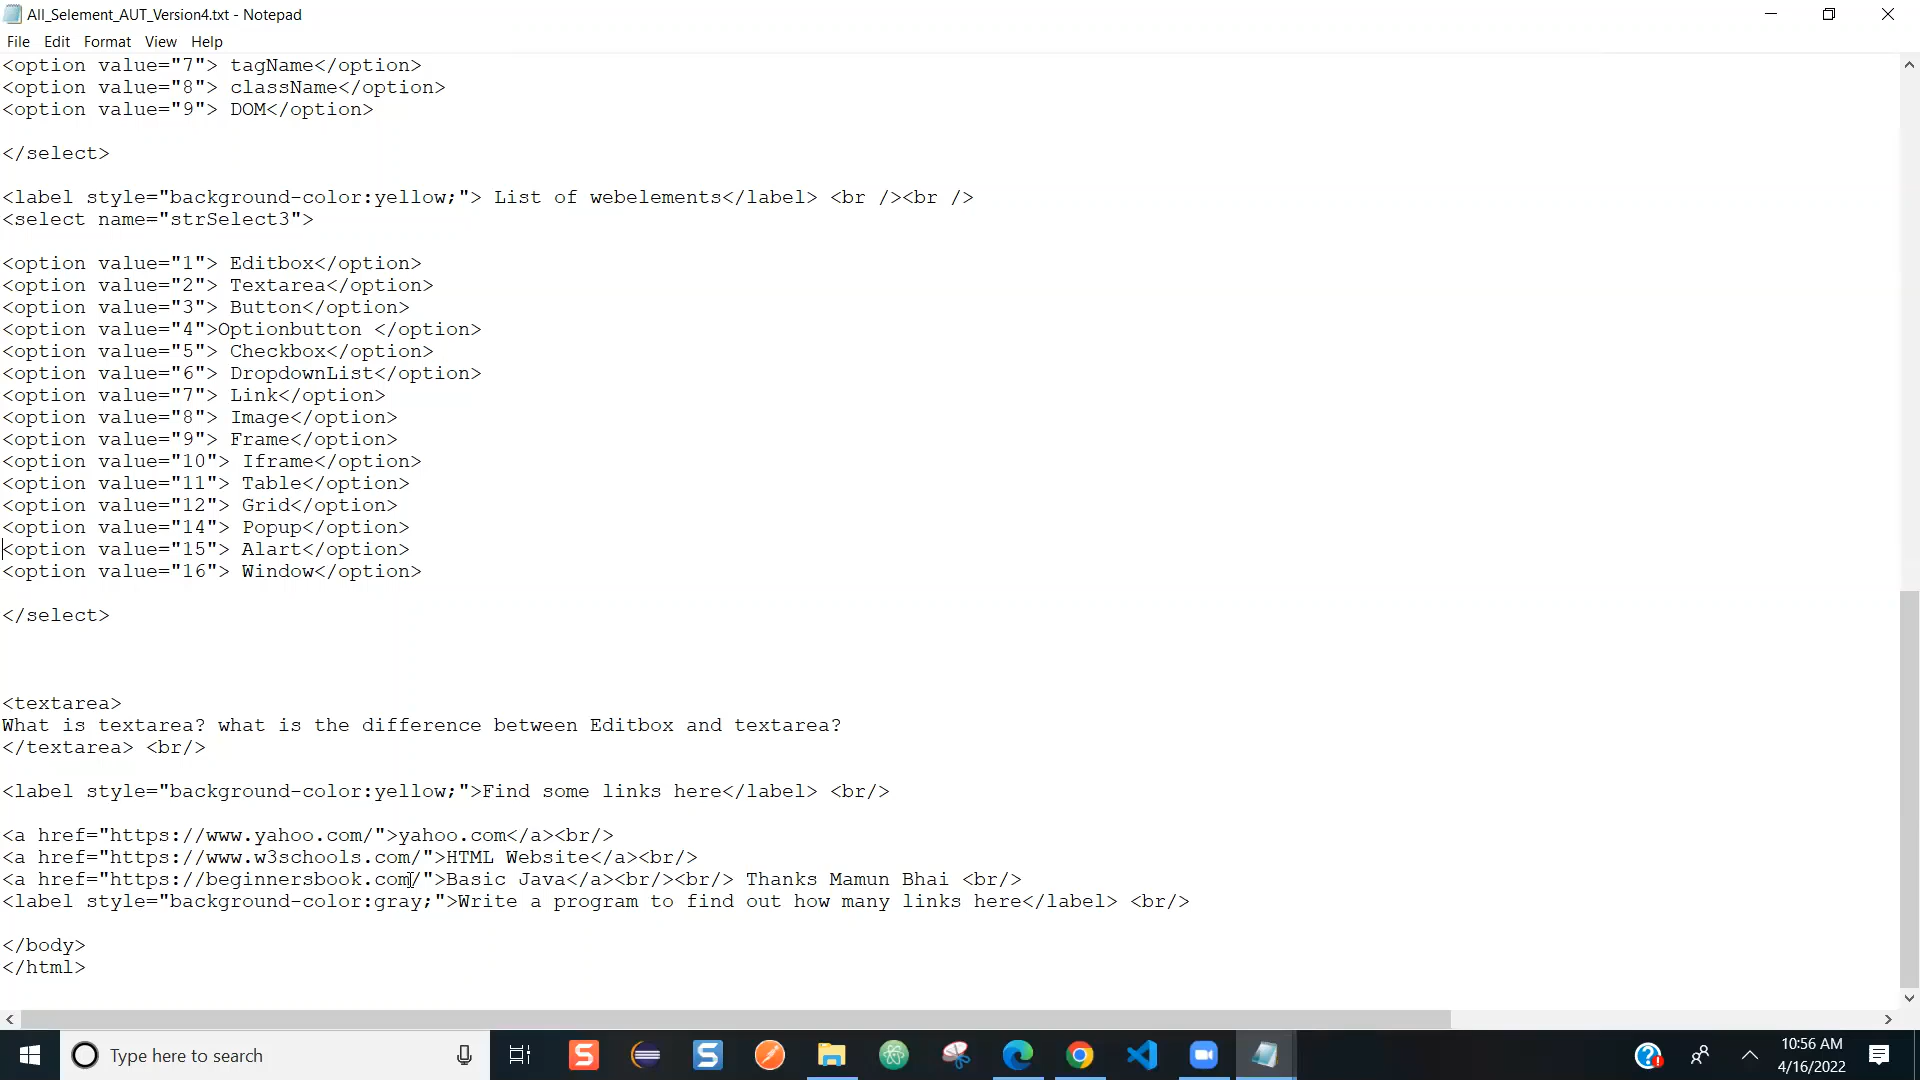 All_Selement_AUT_Version4.txt - Notepad
File Edit Format View Help
<option value="7"> tagName</option>
<option value="8"> className</option>
<option value="9"> DOM</option>
</select>
<label style="background-color:yellow;"> List of webelements</label> <br /><br />
<select name="strSelect3">
<option value="1"> Editbox</option>
<option value="2"> Textarea</option>
<option value="3"> Button</option>
<option value="4">Optionbutton </option>
<option value="5"> Checkbox</option>
<option value="6"> DropdownList</option>
<option value="7"> Link</option>
<option value="8"> Image</option>
<option value="9"> Frame</option>
<option value="10"> Iframe</option>
<option value="11"> Table</option>
<option value="12"> Grid</option>
<option value="14"> Popup</option>
<option value="15"> Alart</option>
<option value="16"> Window</option>
</select>
<textarea>
What is textarea? what is the difference between Editbox and textarea?
</textarea> <br/>
<label style="background-color:yellow;">Find some links here</label> <br/>
<a href="https://www.yahoo.com/">yahoo.com</a><br/>
<a href="https://www.w3schools.com/">HTML Website</a><br/>
<a href="https://beginnersbook.com/">Basic Java</a><br/><br/> Thanks Mamun Bhai <br/>
<label style="background-color:gray;">Write a program to find out how many links here</label> <br/>
</body>
</html>
Type here to search
10:56 AM
4/16/2022